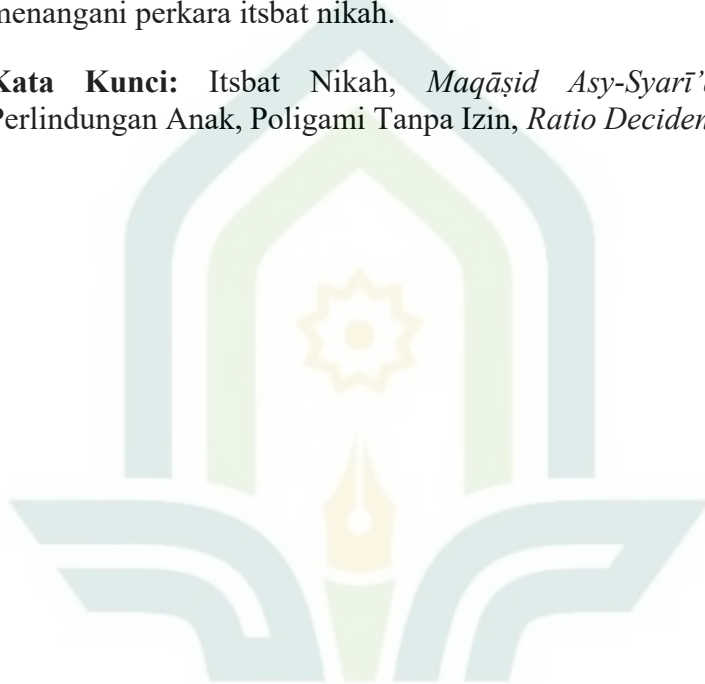 menangani perkara itsbat nikah.
Kata Kunci: Itsbat Nikah, Maqāṣid Asy-Syarī’
Perlindungan Anak, Poligami Tanpa Izin, Ratio Deciden